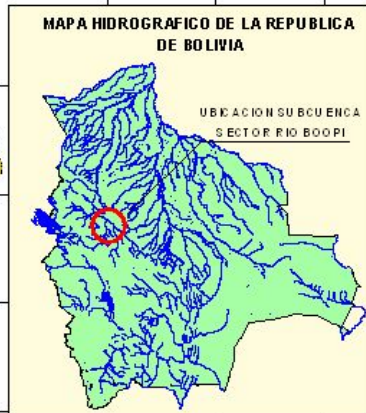 MAPA HIDROGRAFICO DE LA REPUBLICA
DE BOLIVIA
UBICACION SUBCUENCA
SECTOR RIO BOOPI